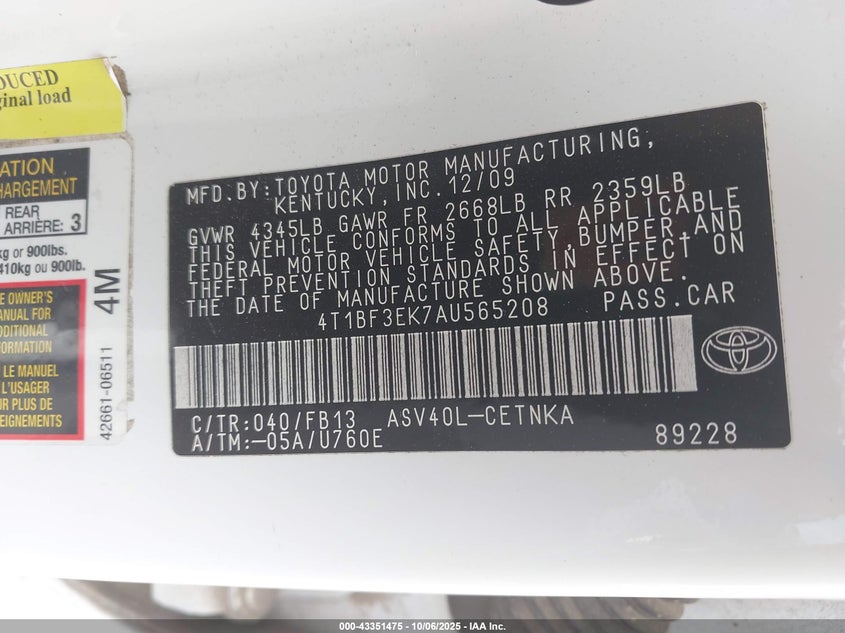 DUCED
ginal load
ATION
HARGEMENT
REAR
ARRIÈRE: 3
kg or 900lbs.
410kg ou 900lb.
E OWNER'S
MANUAL FOR
DDITIONAL
FORMATION
LE MANUEL
L'USAGER
UR PLUS DE
EIGNEMENTS
4M
42661-06511
MFD.BY:TOYOTA MOTOR MANUFACTURING,
KENTUCKY,INC.12/09
GVWR 4345LB GAWR FR 2668LB RR 2359LB
THIS VEHICLE CONFORMS TO ALL APPLICABLE
FEDERAL MOTOR VEHICLE SAFETY,BUMPER,AND
THEFT PREVENTION STANDARDS IN EFFECT ON
THE DATE OF MANUFACTURE SHOWN ABOVE.
4T1BF3EK7AU565208 PASS.CAR
C/TR:040/FB13 ASV40L-CETNKA
A/TM:-05A/U760E 89228
000-43351475 - 10/06/2025 - IAA Inc.